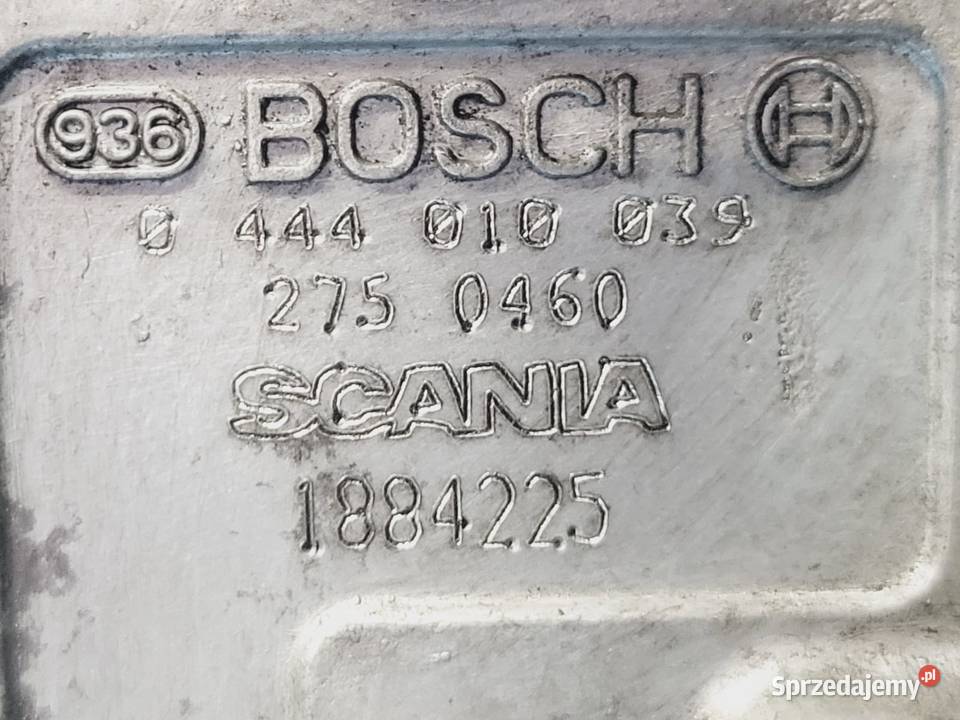 936 BOSCH
0 444 010 039
275 0460
SCANIA
1884225
Sprzedajemy.pl